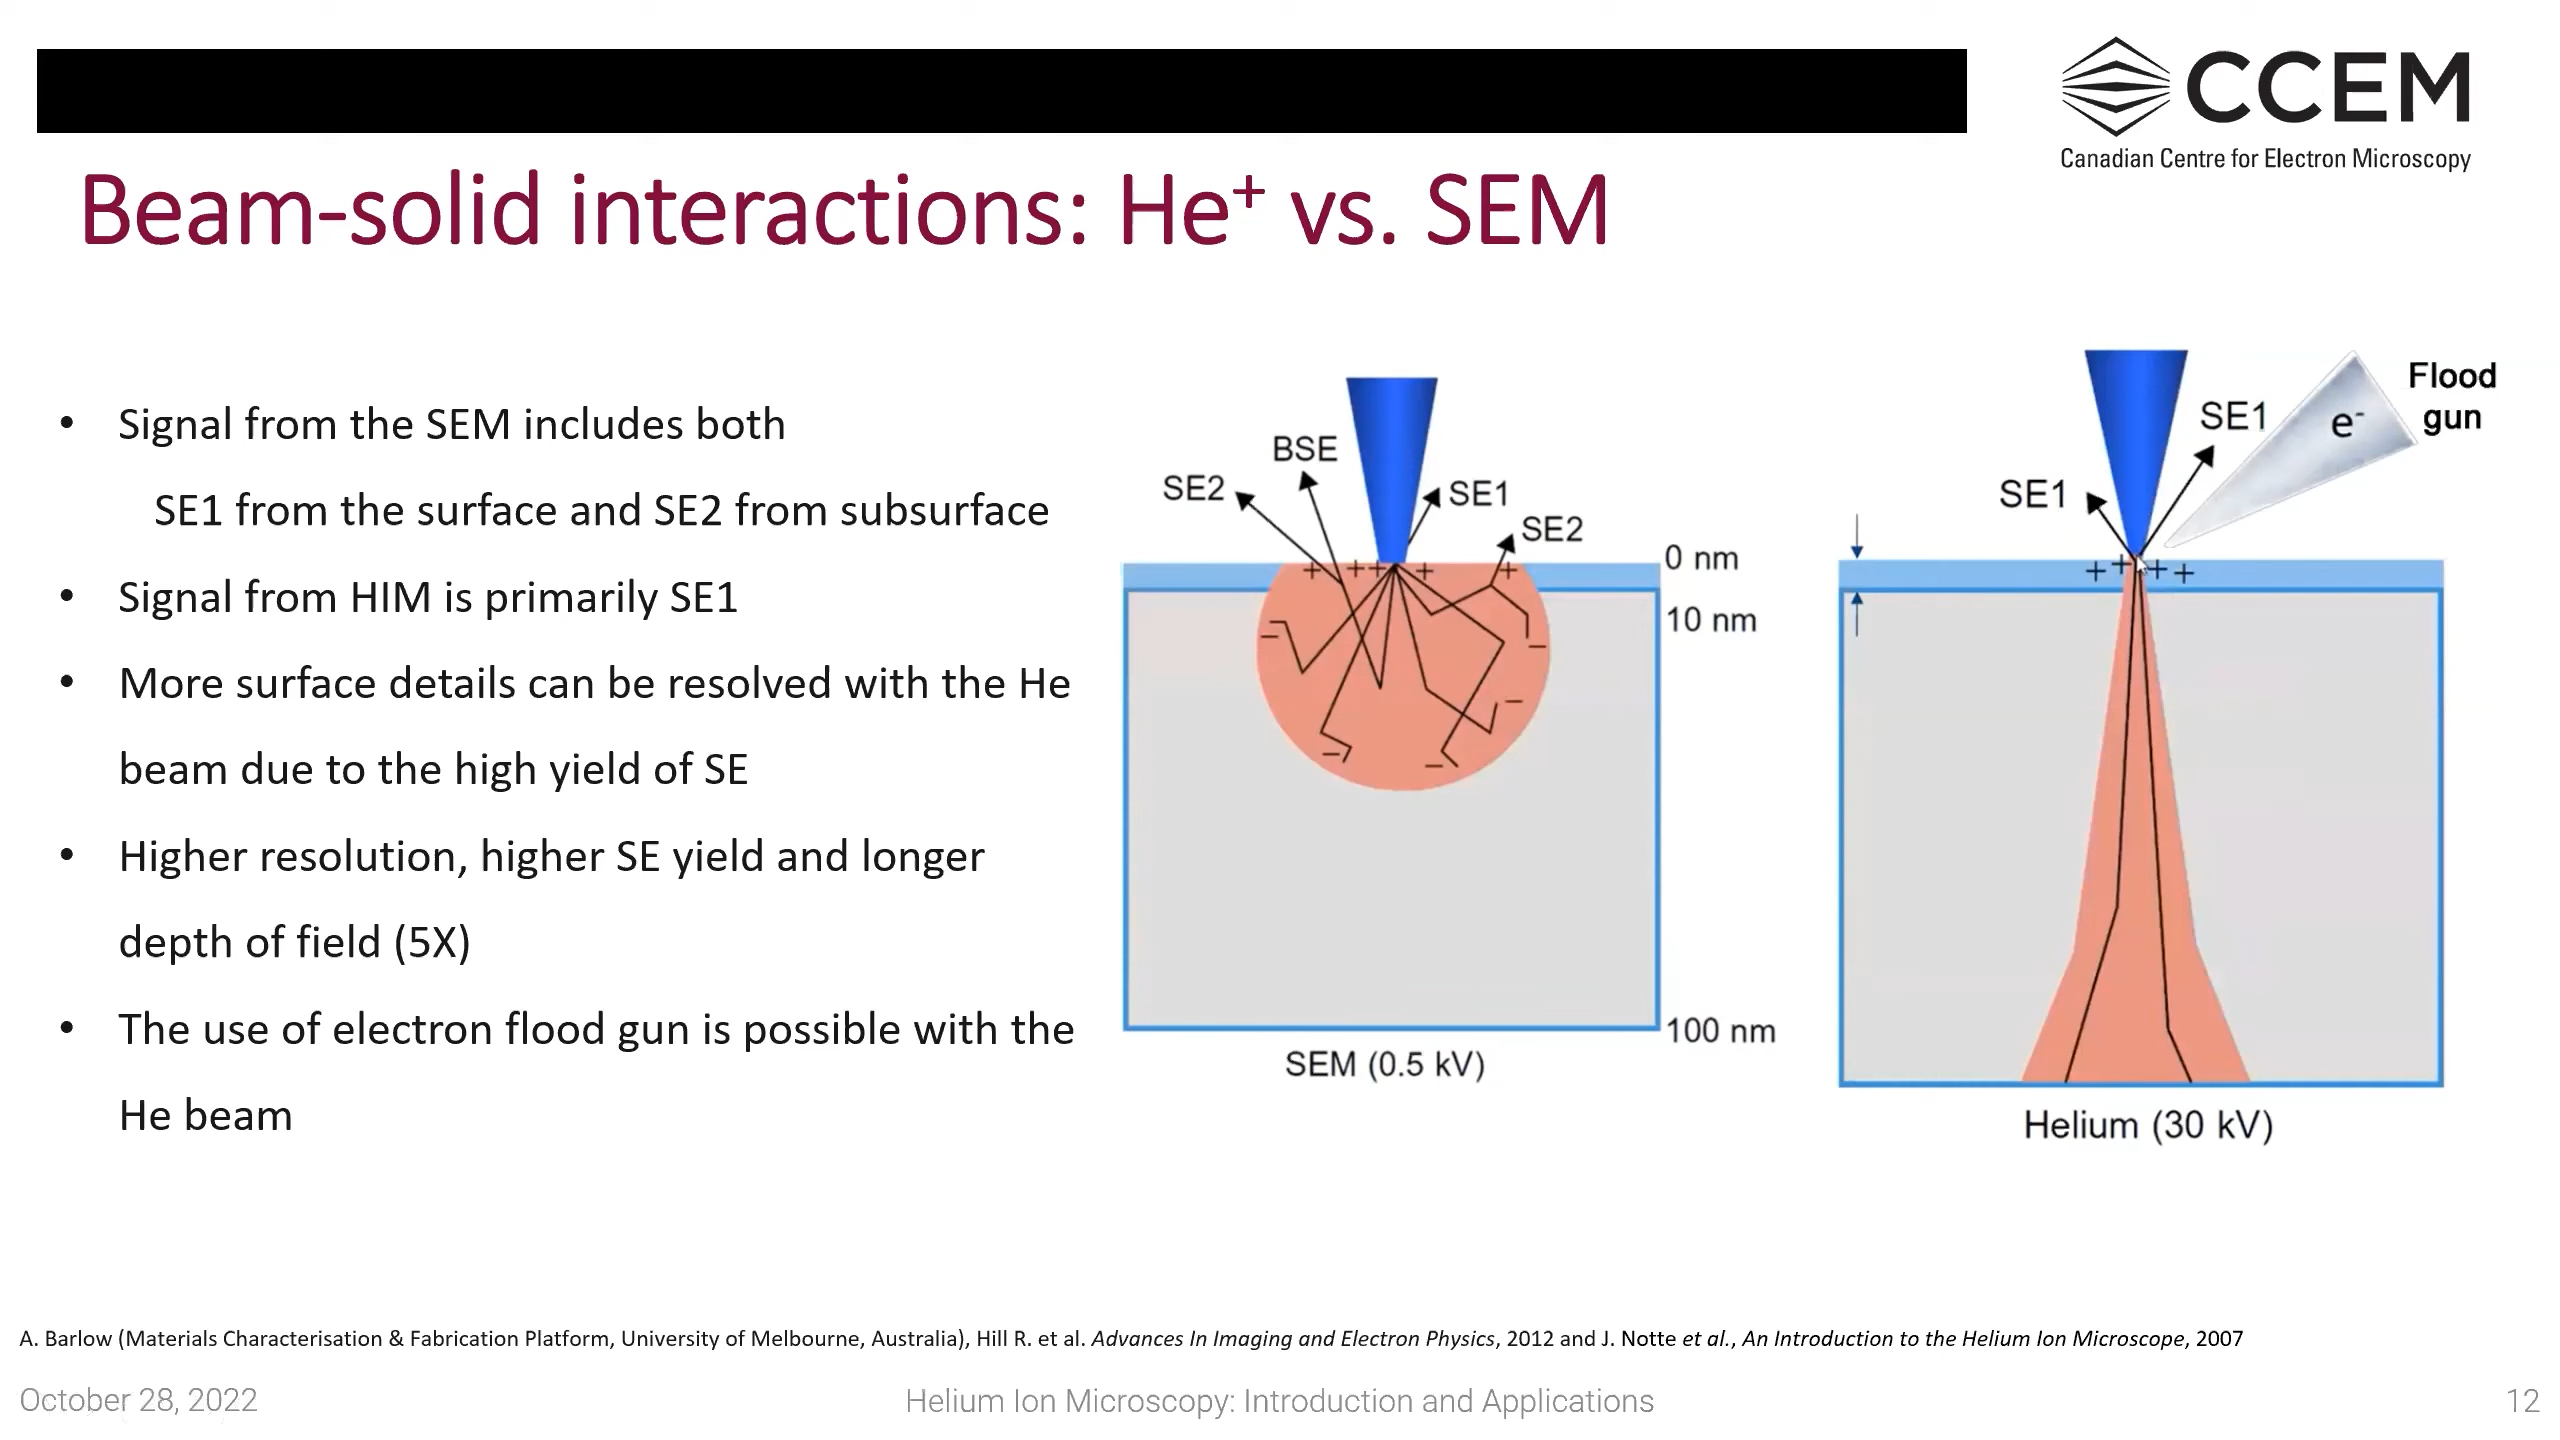 CCEM
Canadian Centre for Electron Microscopy
Beam-solid interactions: He⁺ vs. SEM
• Signal from the SEM includes both
SE1 from the surface and SE2 from subsurface
• Signal from HIM is primarily SE1
• More surface details can be resolved with the He
beam due to the high yield of SE
• Higher resolution, higher SE yield and longer
depth of field (5X)
• The use of electron flood gun is possible with the
He beam
BSE
SE2
SE1
SE2
+ ++ + +
0 nm
10 nm
100 nm
− − − − −
SEM (0.5 kV)
Flood
gun
SE1
e⁻
SE1
++ ++
Helium (30 kV)
A. Barlow (Materials Characterisation & Fabrication Platform, University of Melbourne, Australia), Hill R. et al. Advances In Imaging and Electron Physics, 2012 and J. Notte et al., An Introduction to the Helium Ion Microscope, 2007
October 28, 2022
Helium Ion Microscopy: Introduction and Applications
12